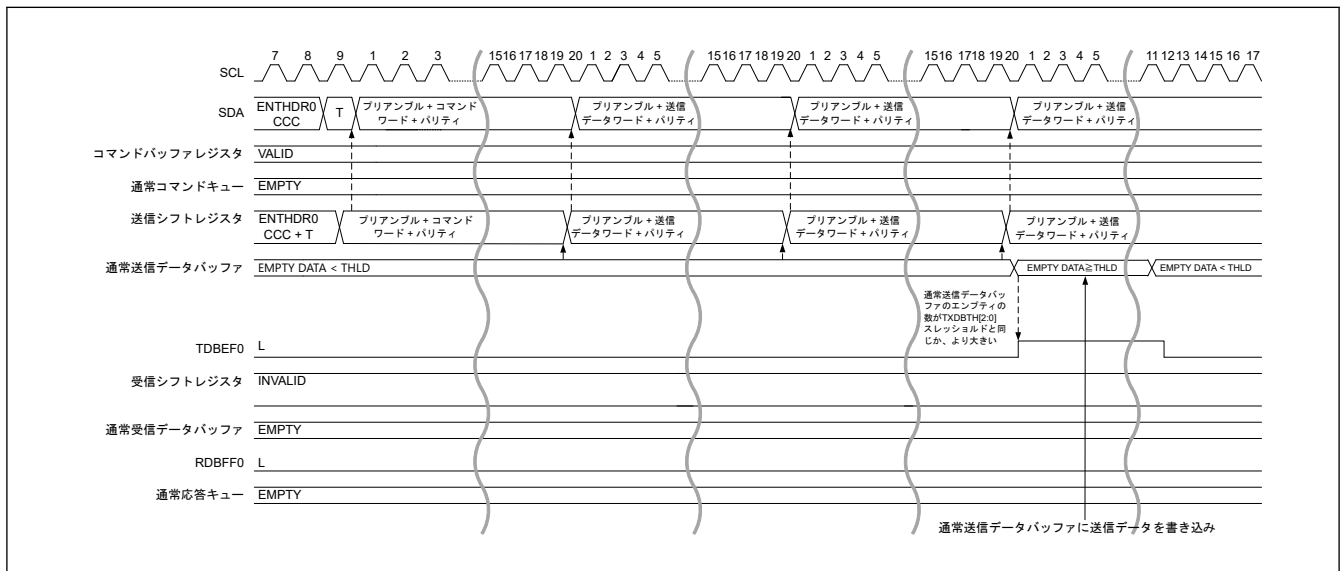 SCL 7 8 9 1 2 3 15 16 17 18 19 20 1 2 3 4 5 15 16 17 18 19 20 1 2 3 4 5 15 16 17 18 19 20 1 2 3 4 5 11 12 13 14 15 16 17
SDA
ENTHDR0
CCC
T
プリアンブル + コマンド
ワード + パリティ
プリアンブル + 送信
データワード + パリティ
プリアンブル + 送信
データワード + パリティ
プリアンブル + 送信
データワード + パリティ
コマンドバッファレジスタ VALID
通常コマンドキュー EMPTY
送信シフトレジスタ
ENTHDR0
CCC + T
プリアンブル + コマンド
ワード + パリティ
プリアンブル + 送信
データワード + パリティ
プリアンブル + 送信
データワード + パリティ
プリアンブル + 送信
データワード + パリティ
通常送信データバッファ EMPTY DATA < THLD EMPTY DATA≧THLD EMPTY DATA < THLD
通常送信データバッ
ファのエンプティの
数がTXDBTH[2:0]
スレッショルドと同
じか、より大きい
TDBEF0 L
受信シフトレジスタ INVALID
通常受信データバッファ EMPTY
RDBFF0 L
通常応答キュー EMPTY
通常送信データバッファに送信データを書き込み